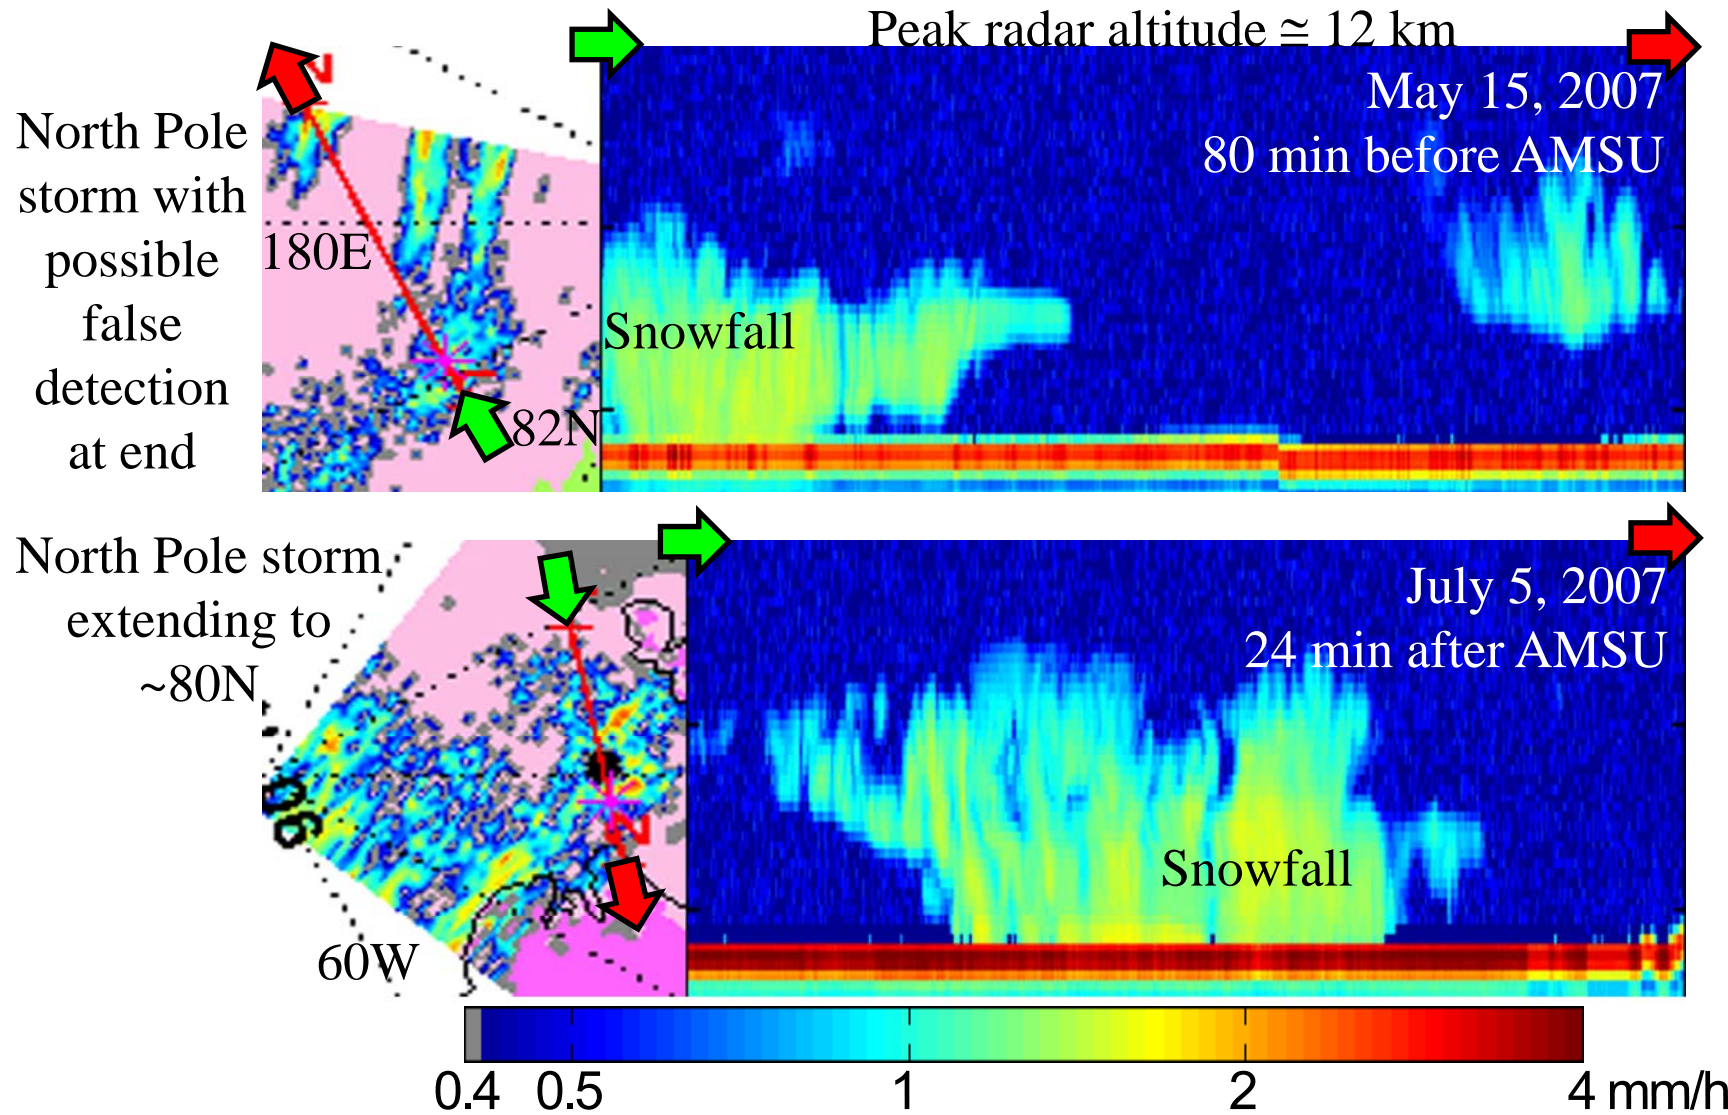 Peak radar altitude ≅ 12 km
May 15, 2007
80 min before AMSU
North Pole
storm with
possible
false
detection
at end
180E
82N
Snowfall
North Pole storm
extending to
~80N
July 5, 2007
24 min after AMSU
Snowfall
90
60W
0.4 0.5 1 2 4 mm/h